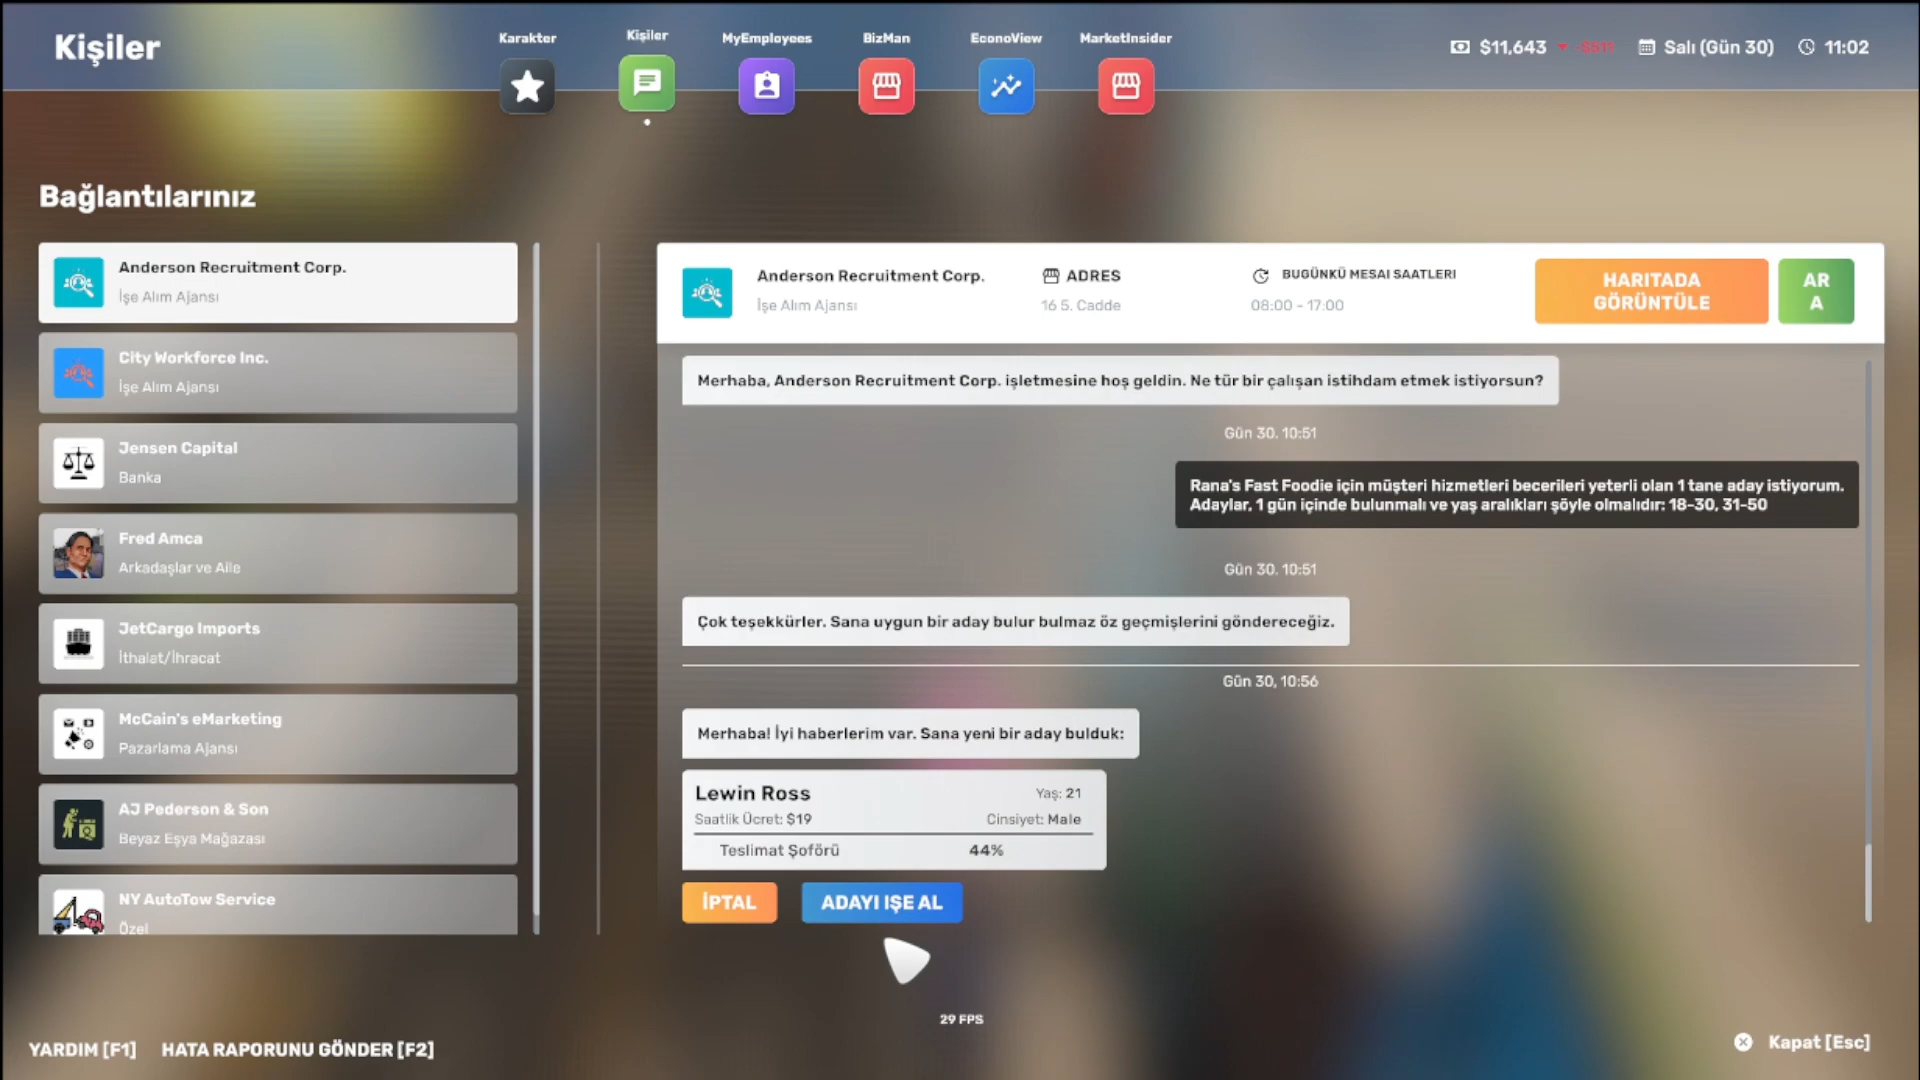 Kişiler
Karakter
Kişiler
MyEmployees
BizMan
EconoView
MarketInsider
$11,643
Salı (Gün 30)
11:02
Bağlantılarınız
Anderson Recruitment Corp.
İşe Alım Ajansı
City Workforce Inc.
İşe Alım Ajansı
Jensen Capital
Banka
Fred Amca
Arkadaşlar ve Aile
JetCargo Imports
İthalat/İhracat
McCain's eMarketing
Pazarlama Ajansı
AJ Pederson & Son
Beyaz Eşya Mağazası
NY AutoTow Service
Özel
Anderson Recruitment Corp.
İşe Alım Ajansı
ADRES
16 5. Cadde
BUGÜNKÜ MESAI SAATLERI
08:00 - 17:00
HARITADA
GÖRÜNTÜLE
AR
A
Merhaba, Anderson Recruitment Corp. işletmesine hoş geldin. Ne tür bir çalışan istihdam etmek istiyorsun?
Gün 30, 10:51
Rana's Fast Foodie için müşteri hizmetleri becerileri yeterli olan 1 tane aday istiyorum.
Adaylar, 1 gün içinde bulunmalı ve yaş aralıkları şöyle olmalıdır: 18-30, 31-50
Gün 30, 10:51
Çok teşekkürler. Sana uygun bir aday bulur bulmaz öz geçmişlerini göndereceğiz.
Gün 30, 10:56
Merhaba! İyi haberlerim var. Sana yeni bir aday bulduk:
Lewin Ross
Yaş: 21
Saatlik Ücret: $19
Cinsiyet: Male
Teslimat Şoförü
44%
İPTAL
ADAYI IŞE AL
29 FPS
YARDIM [F1]
HATA RAPORUNU GÖNDER [F2]
Kapat [Esc]